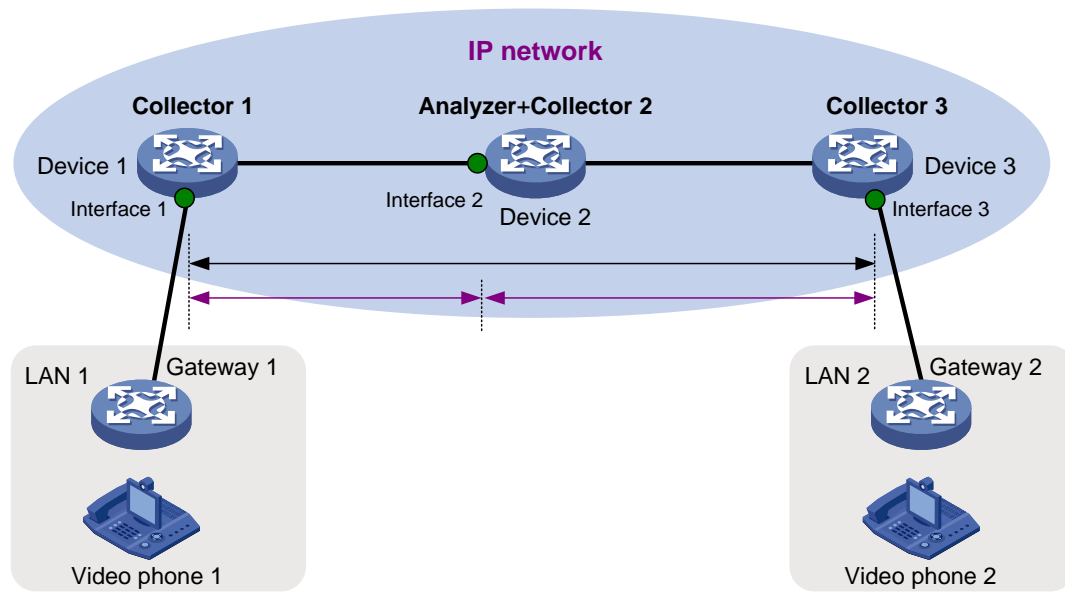 IP network
Collector 1
Analyzer+Collector 2
Collector 3
Device 1
Device 3
Interface 1
Interface 2
Device 2
Interface 3
LAN 1
Gateway 1
LAN 2
Gateway 2
Video phone 1
Video phone 2